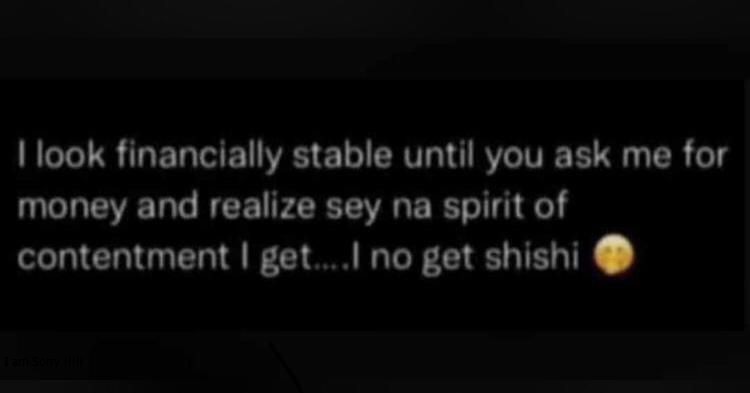 I look financially stable until you ask me for
money and realize sey na spirit of
contentment I get.....I no get shishi 🤭